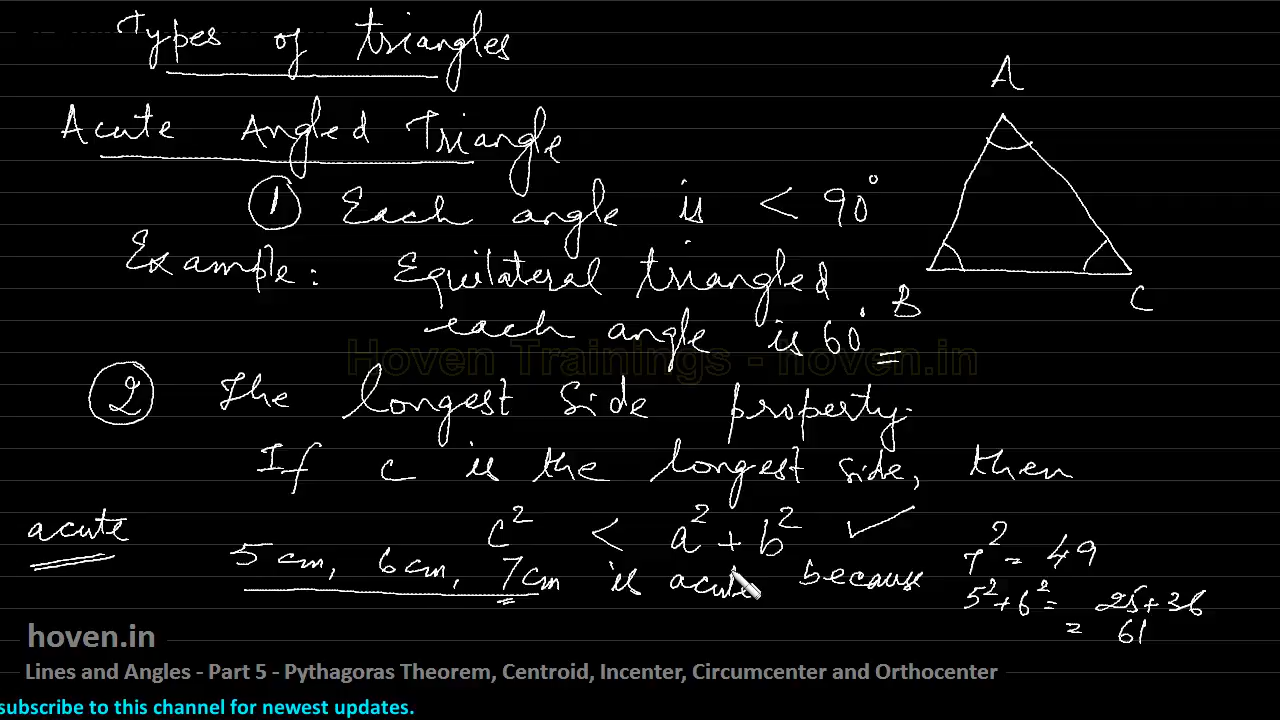 Types of triangles
Acute Angled Triangle
A
1 Each angle is < 90°
Example: Equilateral triangled
B
C
each angle is 60°
Hoven Trainings - hoven.in
2 The longest side property.
If c is the longest side, then
acute
c² < a² + b² ✓
7² = 49
5 cm, 6 cm, 7 cm is acute because
5² + 6² = 25 + 36
= 61
hoven.in
Lines and Angles - Part 5 - Pythagoras Theorem, Centroid, Incenter, Circumcenter and Orthocenter
subscribe to this channel for newest updates.